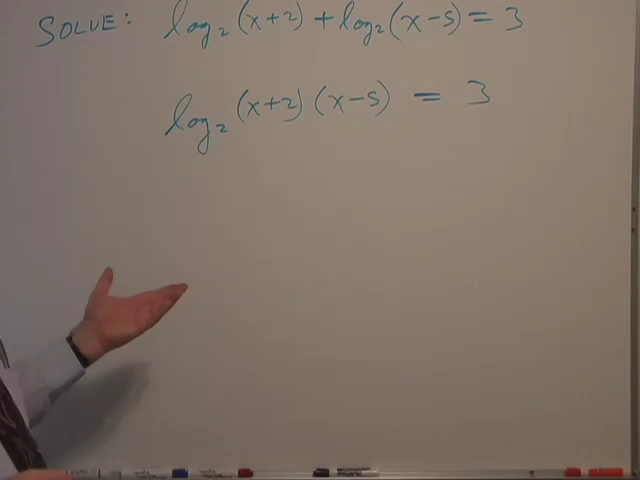 SOLVE: log₂(x+2) + log₂(x-5) = 3
log₂(x+2)(x-5) = 3